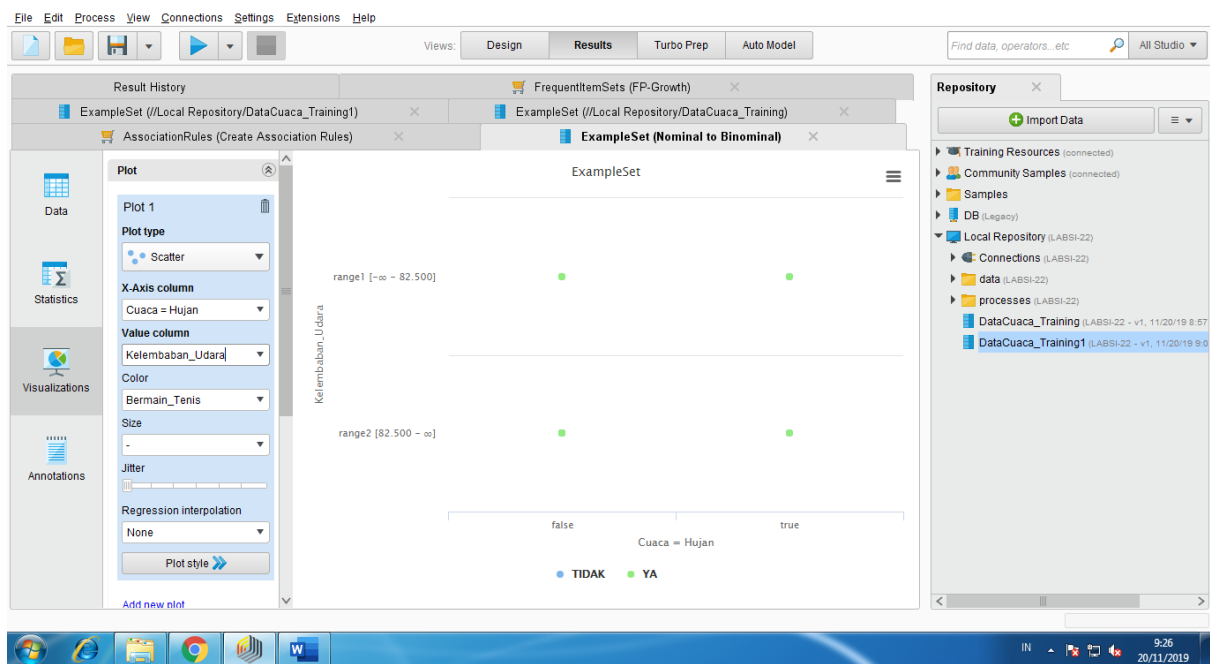 File Edit Process View Connections Settings Extensions Help
Views: Design Results Turbo Prep Auto Model
Find data, operators...etc All Studio
Result History
FrequentItemSets (FP-Growth)
ExampleSet (//Local Repository/DataCuaca_Training1)
ExampleSet (//Local Repository/DataCuaca_Training)
AssociationRules (Create Association Rules)
ExampleSet (Nominal to Binominal)
Data
Statistics
Visualizations
Annotations
Plot
Plot 1
Plot type
Scatter
X-Axis column
Cuaca = Hujan
Value column
Kelembaban_Udara
Color
Bermain_Tenis
Size
-
Jitter
Regression interpolation
None
Plot style
Add new plot
ExampleSet
Kelembaban_Udara
range1 [-∞ - 82.500]
range2 [82.500 - ∞]
false true
Cuaca = Hujan
TIDAK YA
Repository
Import Data
Training Resources (connected)
Community Samples (connected)
Samples
DB (Legacy)
Local Repository (LABSI-22)
Connections (LABSI-22)
data (LABSI-22)
processes (LABSI-22)
DataCuaca_Training (LABSI-22 - v1, 11/20/19 8:57
DataCuaca_Training1 (LABSI-22 - v1, 11/20/19 9:0
IN
9:26
20/11/2019